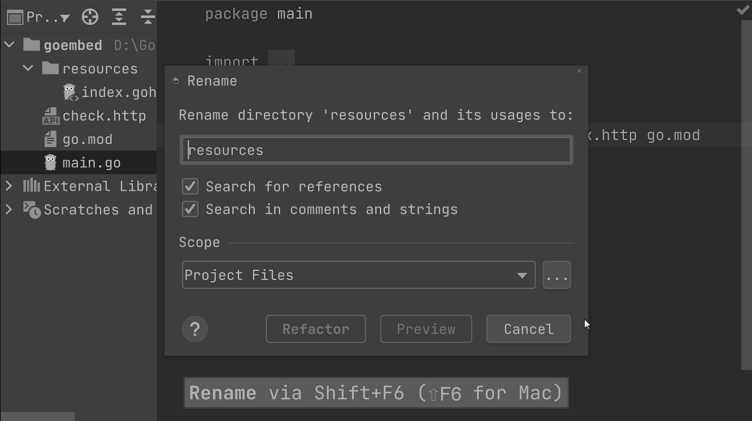 Pr..
package main
goembed D:\Go
import ...
resources
Rename
index.goh
Rename directory 'resources' and its usages to:
check.http
API
k.http go.mod
go.mod
resources
main.go
External Libra
Search for references
Scratches and
Search in comments and strings
Scope
Project Files
...
?
Refactor
Preview
Cancel
Rename via Shift+F6 (⇧F6 for Mac)